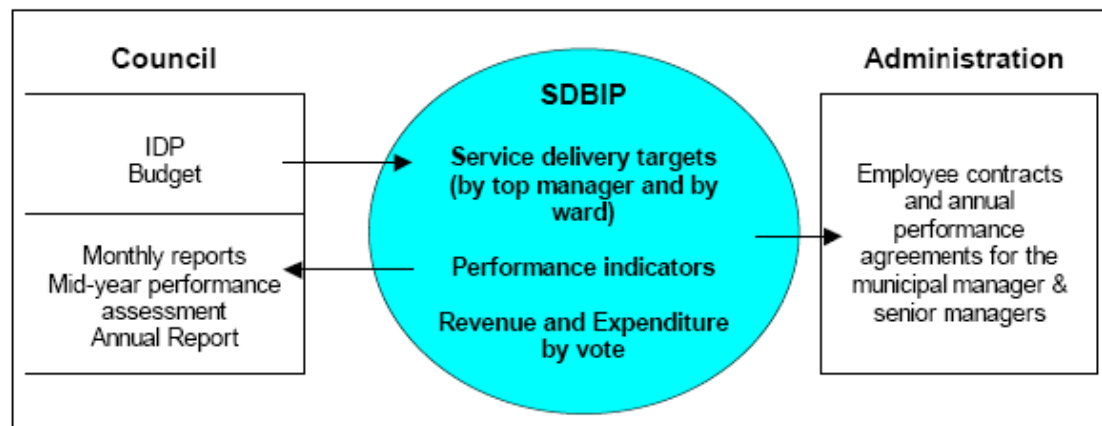 Council
IDP
Budget
Monthly reports
Mid-year performance
assessment
Annual Report
SDBIP
Service delivery targets
(by top manager and by
ward)
Performance indicators
Revenue and Expenditure
by vote
Administration
Employee contracts
and annual
performance
agreements for the
municipal manager &
senior managers